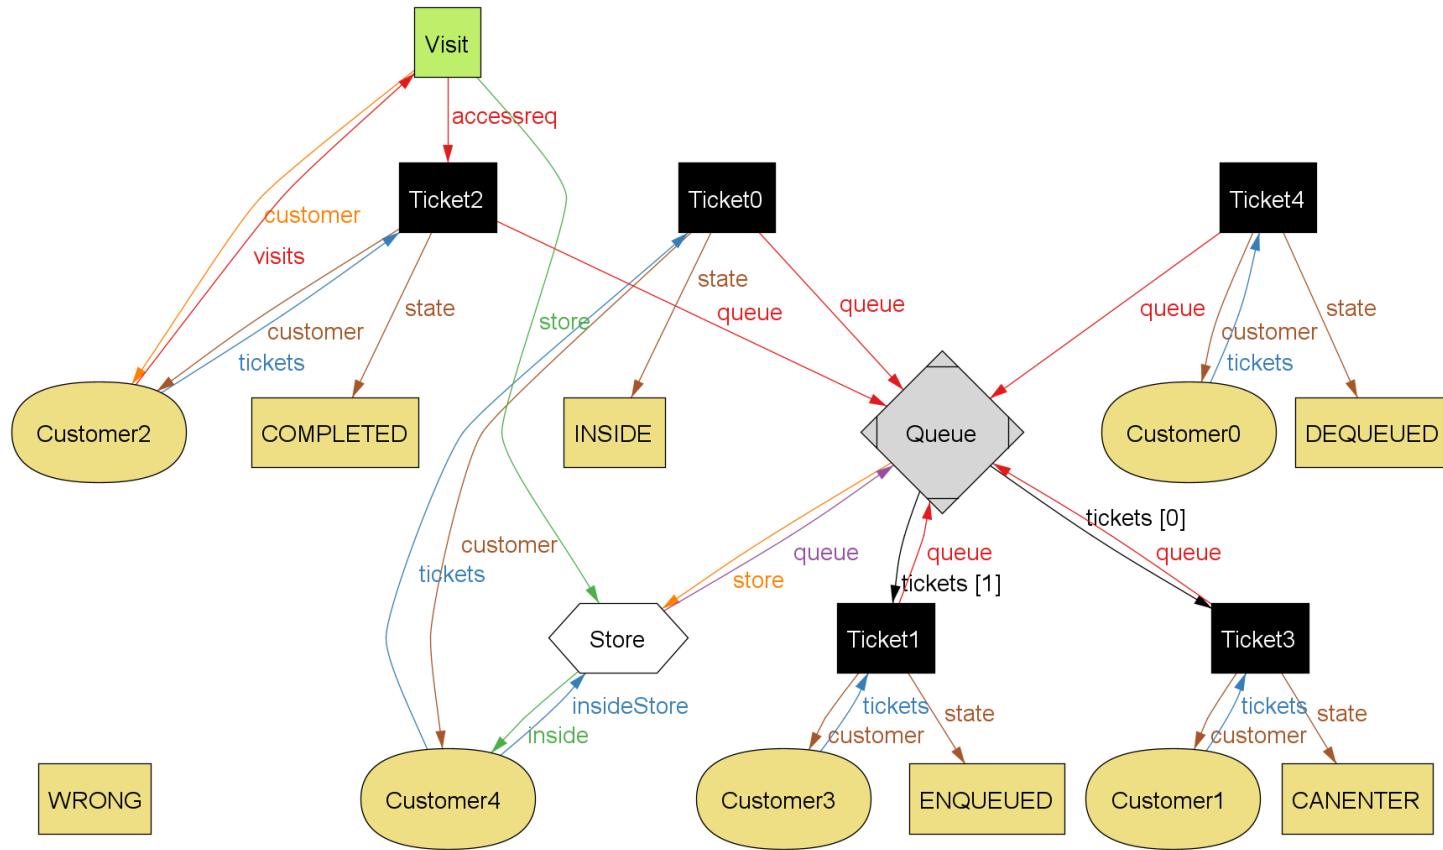 Visit
accessreq
Ticket2
Ticket0
Ticket4
customer
visits
customer
tickets
state
store
state
queue
queue
queue
customer
tickets
state
Customer2
COMPLETED
INSIDE
Queue
Customer0
DEQUEUED
tickets [0]
customer
tickets
queue
store
queue
tickets [1]
queue
Store
Ticket1
Ticket3
insideStore
inside
tickets
customer
state
tickets
customer
state
WRONG
Customer4
Customer3
ENQUEUED
Customer1
CANENTER